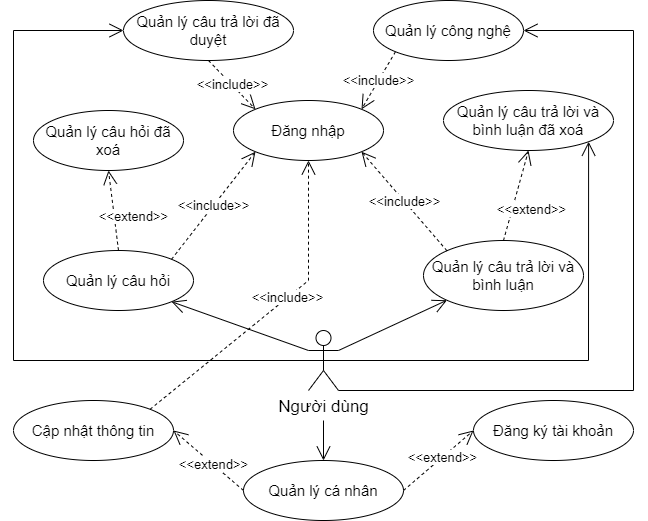 Quản lý câu trả lời đã
duyệt
Quản lý công nghệ
<<include>>
<<include>>
Quản lý câu hỏi đã
xoá
Đăng nhập
Quản lý câu trả lời và
bình luận đã xoá
<<extend>>
<<include>>
<<include>>
<<extend>>
Quản lý câu hỏi
Quản lý câu trả lời và
bình luận
<<include>>
Người dùng
Cập nhật thông tin
Đăng ký tài khoản
<<extend>>
<<extend>>
Quản lý cá nhân